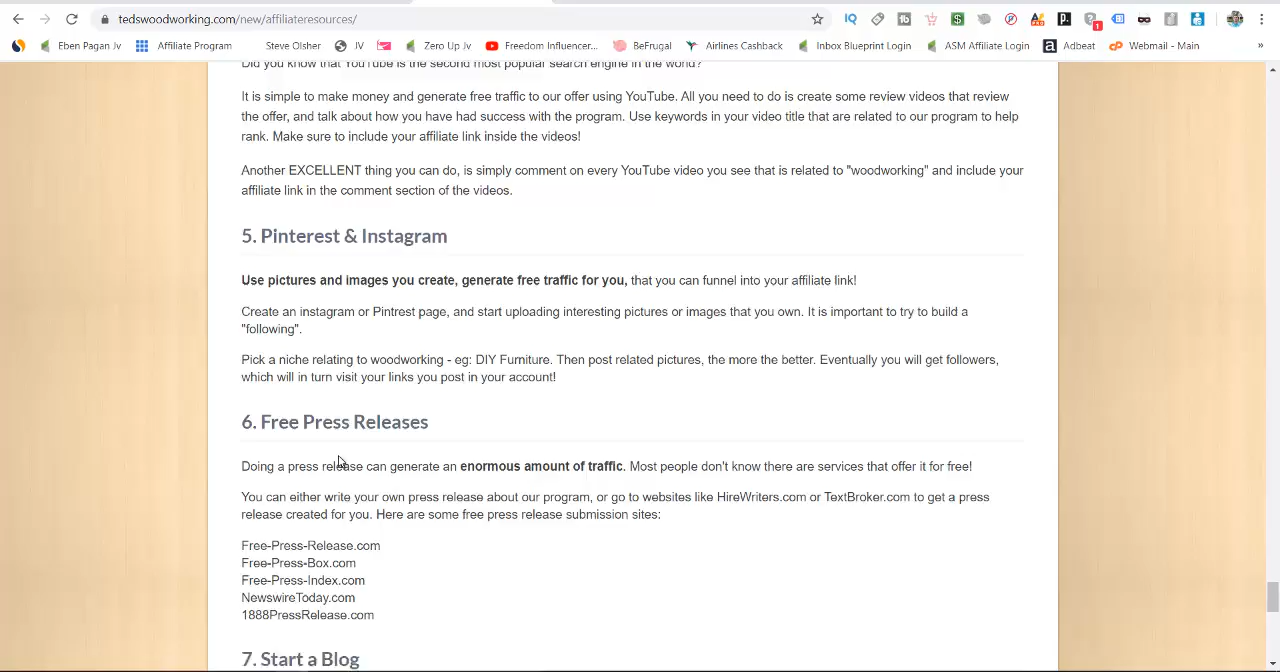 tedswoodworking.com/new/affiliateresources/
Eben Pagan Jv Affiliate Program Steve Olsher JV Zero Up Jv Freedom Influencer... BeFrugal Airlines Cashback Inbox Blueprint Login ASM Affiliate Login Adbeat Webmail - Main »
Did you know that YouTube is the second most popular search engine in the world?
It is simple to make money and generate free traffic to our offer using YouTube. All you need to do is create some review videos that review
the offer, and talk about how you have had success with the program. Use keywords in your video title that are related to our program to help
rank. Make sure to include your affiliate link inside the videos!
Another EXCELLENT thing you can do, is simply comment on every YouTube video you see that is related to "woodworking" and include your
affiliate link in the comment section of the videos.
5. Pinterest & Instagram
Use pictures and images you create, generate free traffic for you, that you can funnel into your affiliate link!
Create an instagram or Pintrest page, and start uploading interesting pictures or images that you own. It is important to try to build a
"following".
Pick a niche relating to woodworking - eg: DIY Furniture. Then post related pictures, the more the better. Eventually you will get followers,
which will in turn visit your links you post in your account!
6. Free Press Releases
Doing a press release can generate an enormous amount of traffic. Most people don't know there are services that offer it for free!
You can either write your own press release about our program, or go to websites like HireWriters.com or TextBroker.com to get a press
release created for you. Here are some free press release submission sites:
Free-Press-Release.com
Free-Press-Box.com
Free-Press-Index.com
NewswireToday.com
1888PressRelease.com
7. Start a Blog